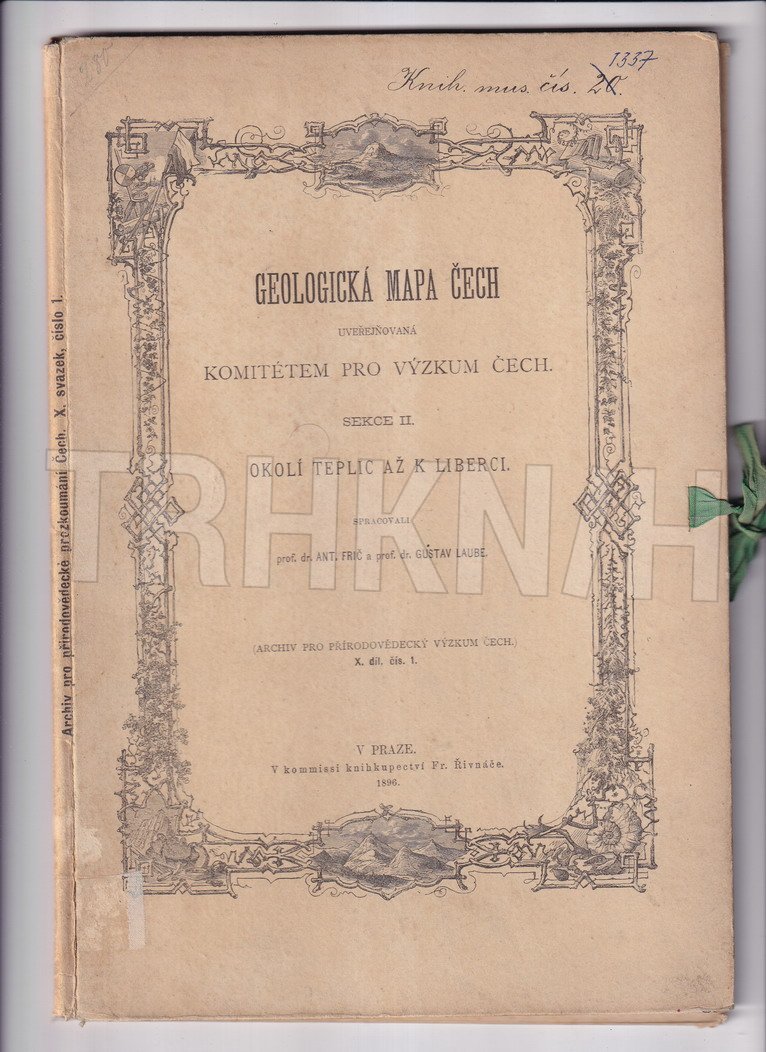 1337
Knih. mus. čís. 20.
GEOLOGICKÁ MAPA ČECH
UVEŘEJŇOVANÁ
KOMITÉTEM PRO VÝZKUM ČECH.
SEKCE II.
OKOLÍ TEPLIC AŽ K LIBERCI.
SPRACOVALI
prof. dr. ANT. FRIČ a prof. dr. GUSTAV LAUBE.
(ARCHIV PRO PŘÍRODOVĚDECKÝ VÝZKUM ČECH.)
X. díl. čís. 1.
V PRAZE.
V kommissí knihkupectví Fr. Řivnáče.
1896.
Archiv pro přírodovědecké prozkoumání Čech. X. svazek, číslo 1.
TRHKNIH